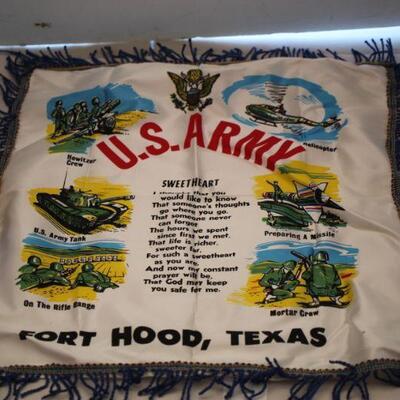 U.S. ARMY
Howitzer
Crew
Helicopter
SWEETHEART
I thought that you
would like to know
That someone's thoughts
go where you go.
That someone never
can forget
The hours we spent
since first we met.
That life is richer,
sweeter far
For such a sweetheart
as you are,
And now my constant
prayer will be,
That God may keep
you safe for me.
U.S. Army Tank
Preparing A Missile
On The Rifle Range
Mortar Crew
FORT HOOD, TEXAS